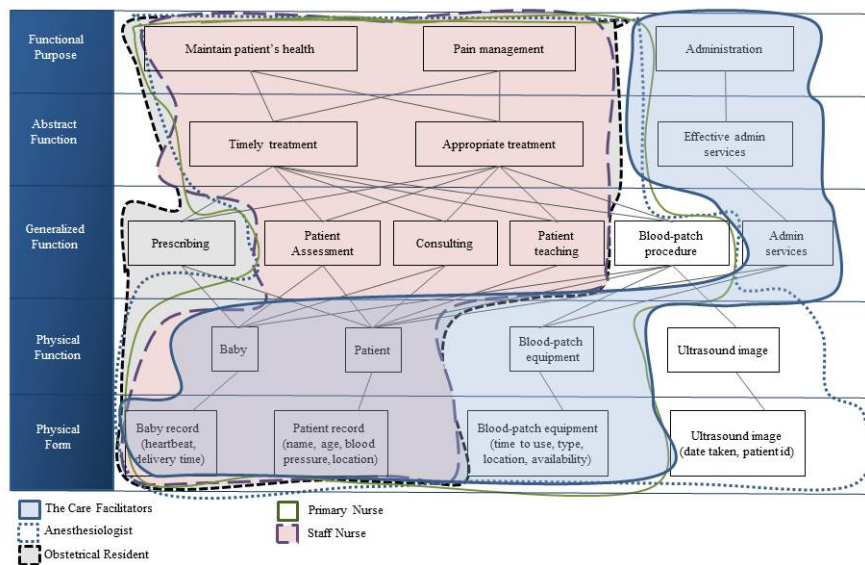 Functional
Purpose
Maintain patient's health
Pain management
Administration
Abstract
Function
Timely treatment
Appropriate treatment
Effective admin
services
Generalized
Function
Prescribing
Patient
Assessment
Consulting
Patient
teaching
Blood-patch
procedure
Admin
services
Physical
Function
Baby
Patient
Blood-patch
equipment
Ultrasound image
Physical
Form
Baby record
(heartbeat,
delivery time)
Patient record
(name, age, blood
pressure, location)
Blood-patch equipment
(time to use, type,
location, availability)
Ultrasound image
(date taken, patient id)
The Care Facilitators
Primary Nurse
Anesthesiologist
Staff Nurse
Obstetrical Resident